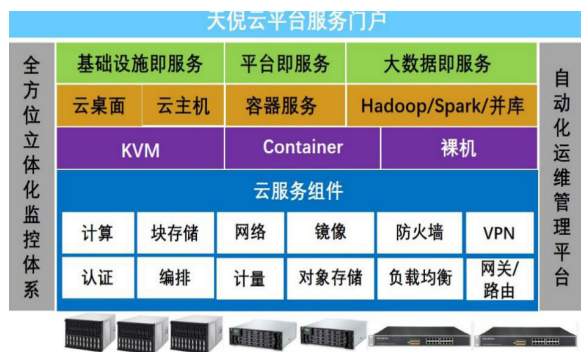 天倪云平台服务门户
全方位立体化监控体系
基础设施即服务
平台即服务
大数据即服务
云桌面
云主机
容器服务
Hadoop/Spark/并库
KVM
Container
裸机
云服务组件
计算
块存储
网络
镜像
防火墙
VPN
认证
编排
计量
对象存储
负载均衡
网关/
路由
自动化运维管理平台